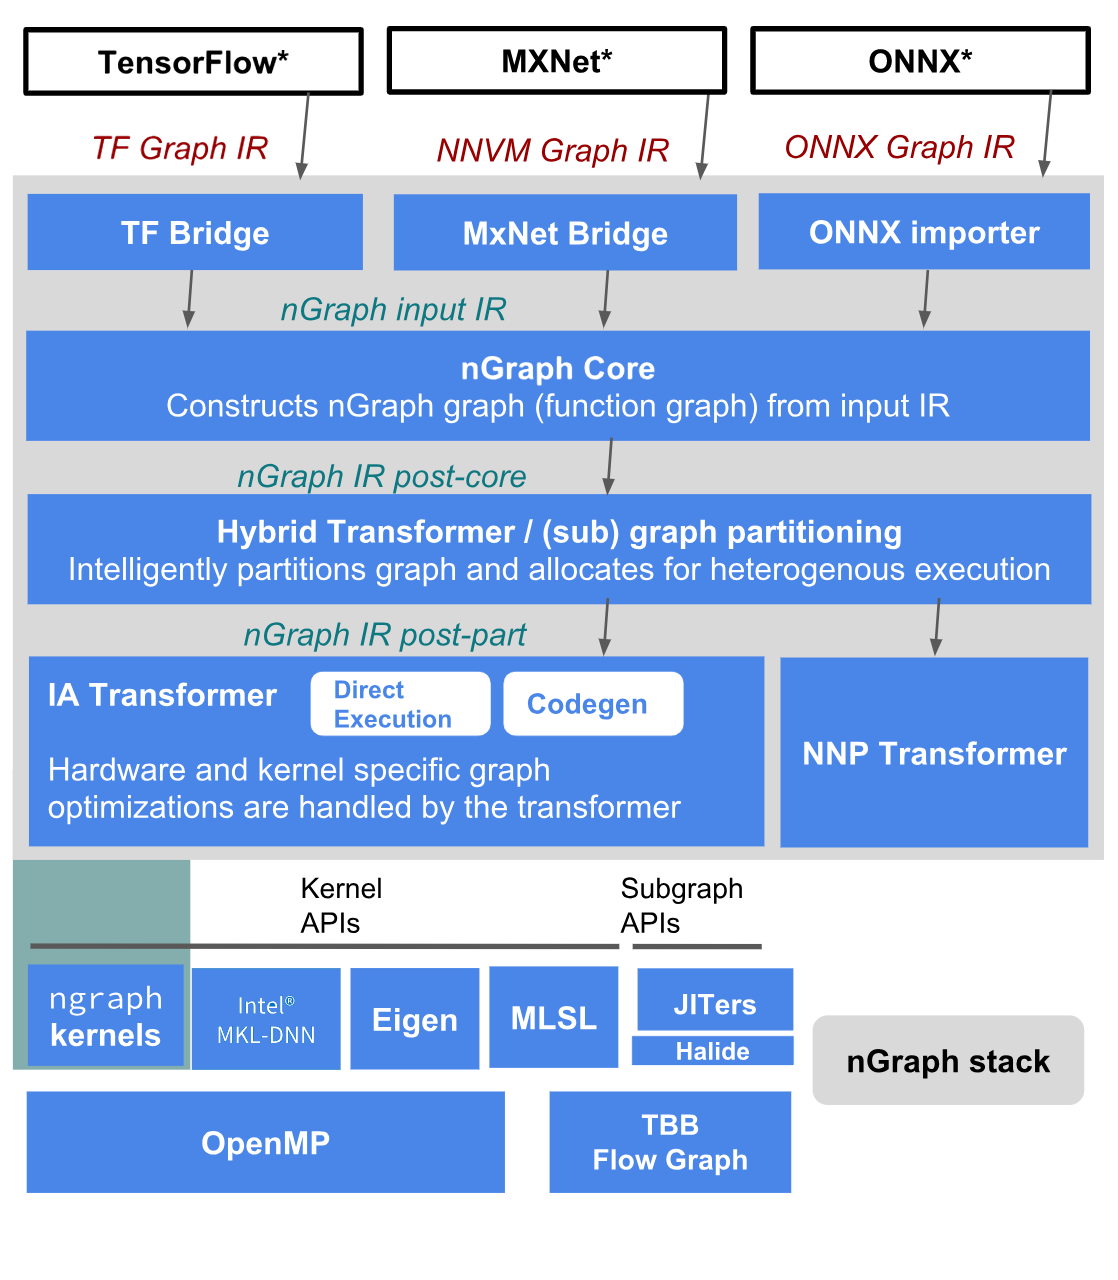 TensorFlow*
MXNet*
ONNX*
TF Graph IR
NNVM Graph IR
ONNX Graph IR
TF Bridge
MxNet Bridge
ONNX importer
nGraph input IR
nGraph Core
Constructs nGraph graph (function graph) from input IR
nGraph IR post-core
Hybrid Transformer / (sub) graph partitioning
Intelligently partitions graph and allocates for heterogenous execution
nGraph IR post-part
IA Transformer
Direct
Execution
Codegen
Hardware and kernel specific graph
optimizations are handled by the transformer
NNP Transformer
Kernel
APIs
Subgraph
APIs
ngraph
kernels
Intel®
MKL-DNN
Eigen
MLSL
JITers
Halide
nGraph stack
OpenMP
TBB
Flow Graph